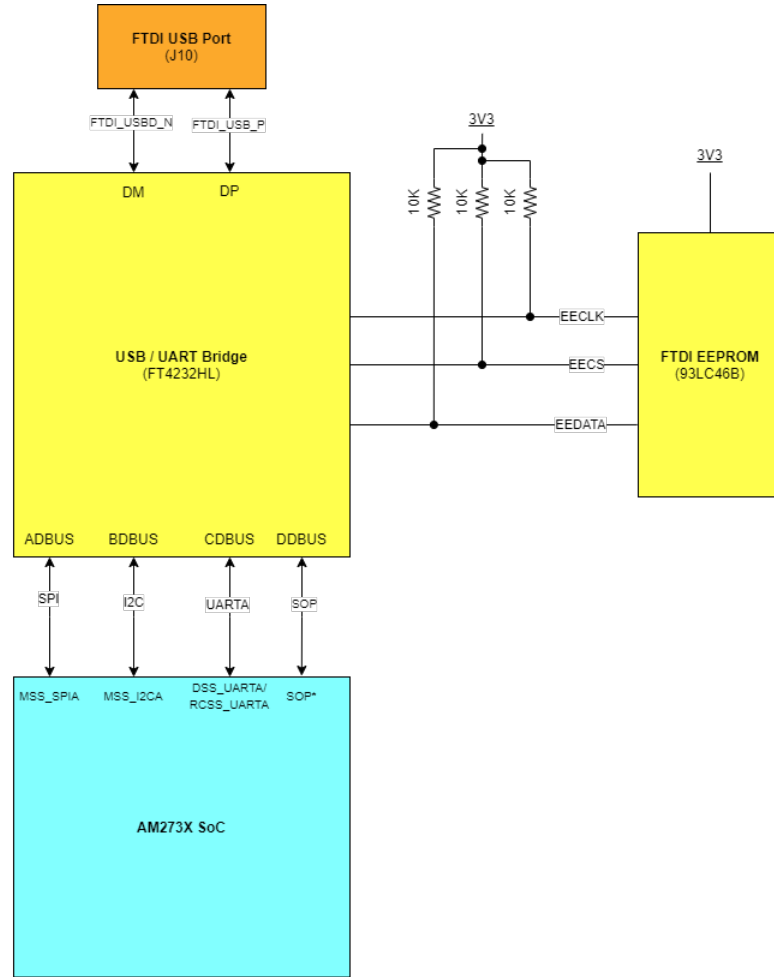 FTDI USB Port
(J10)
FTDI_USBD_N
FTDI_USB_P
3V3
3V3
10K
10K
10K
DM
DP
EECLK
USB / UART Bridge
(FT4232HL)
EECS
FTDI EEPROM
(93LC46B)
EEDATA
ADBUS
BDBUS
CDBUS
DDBUS
SPI
I2C
UARTA
SOP
MSS_SPIA
MSS_I2CA
DSS_UARTA/
RCSS_UARTA
SOP*
AM273X SoC